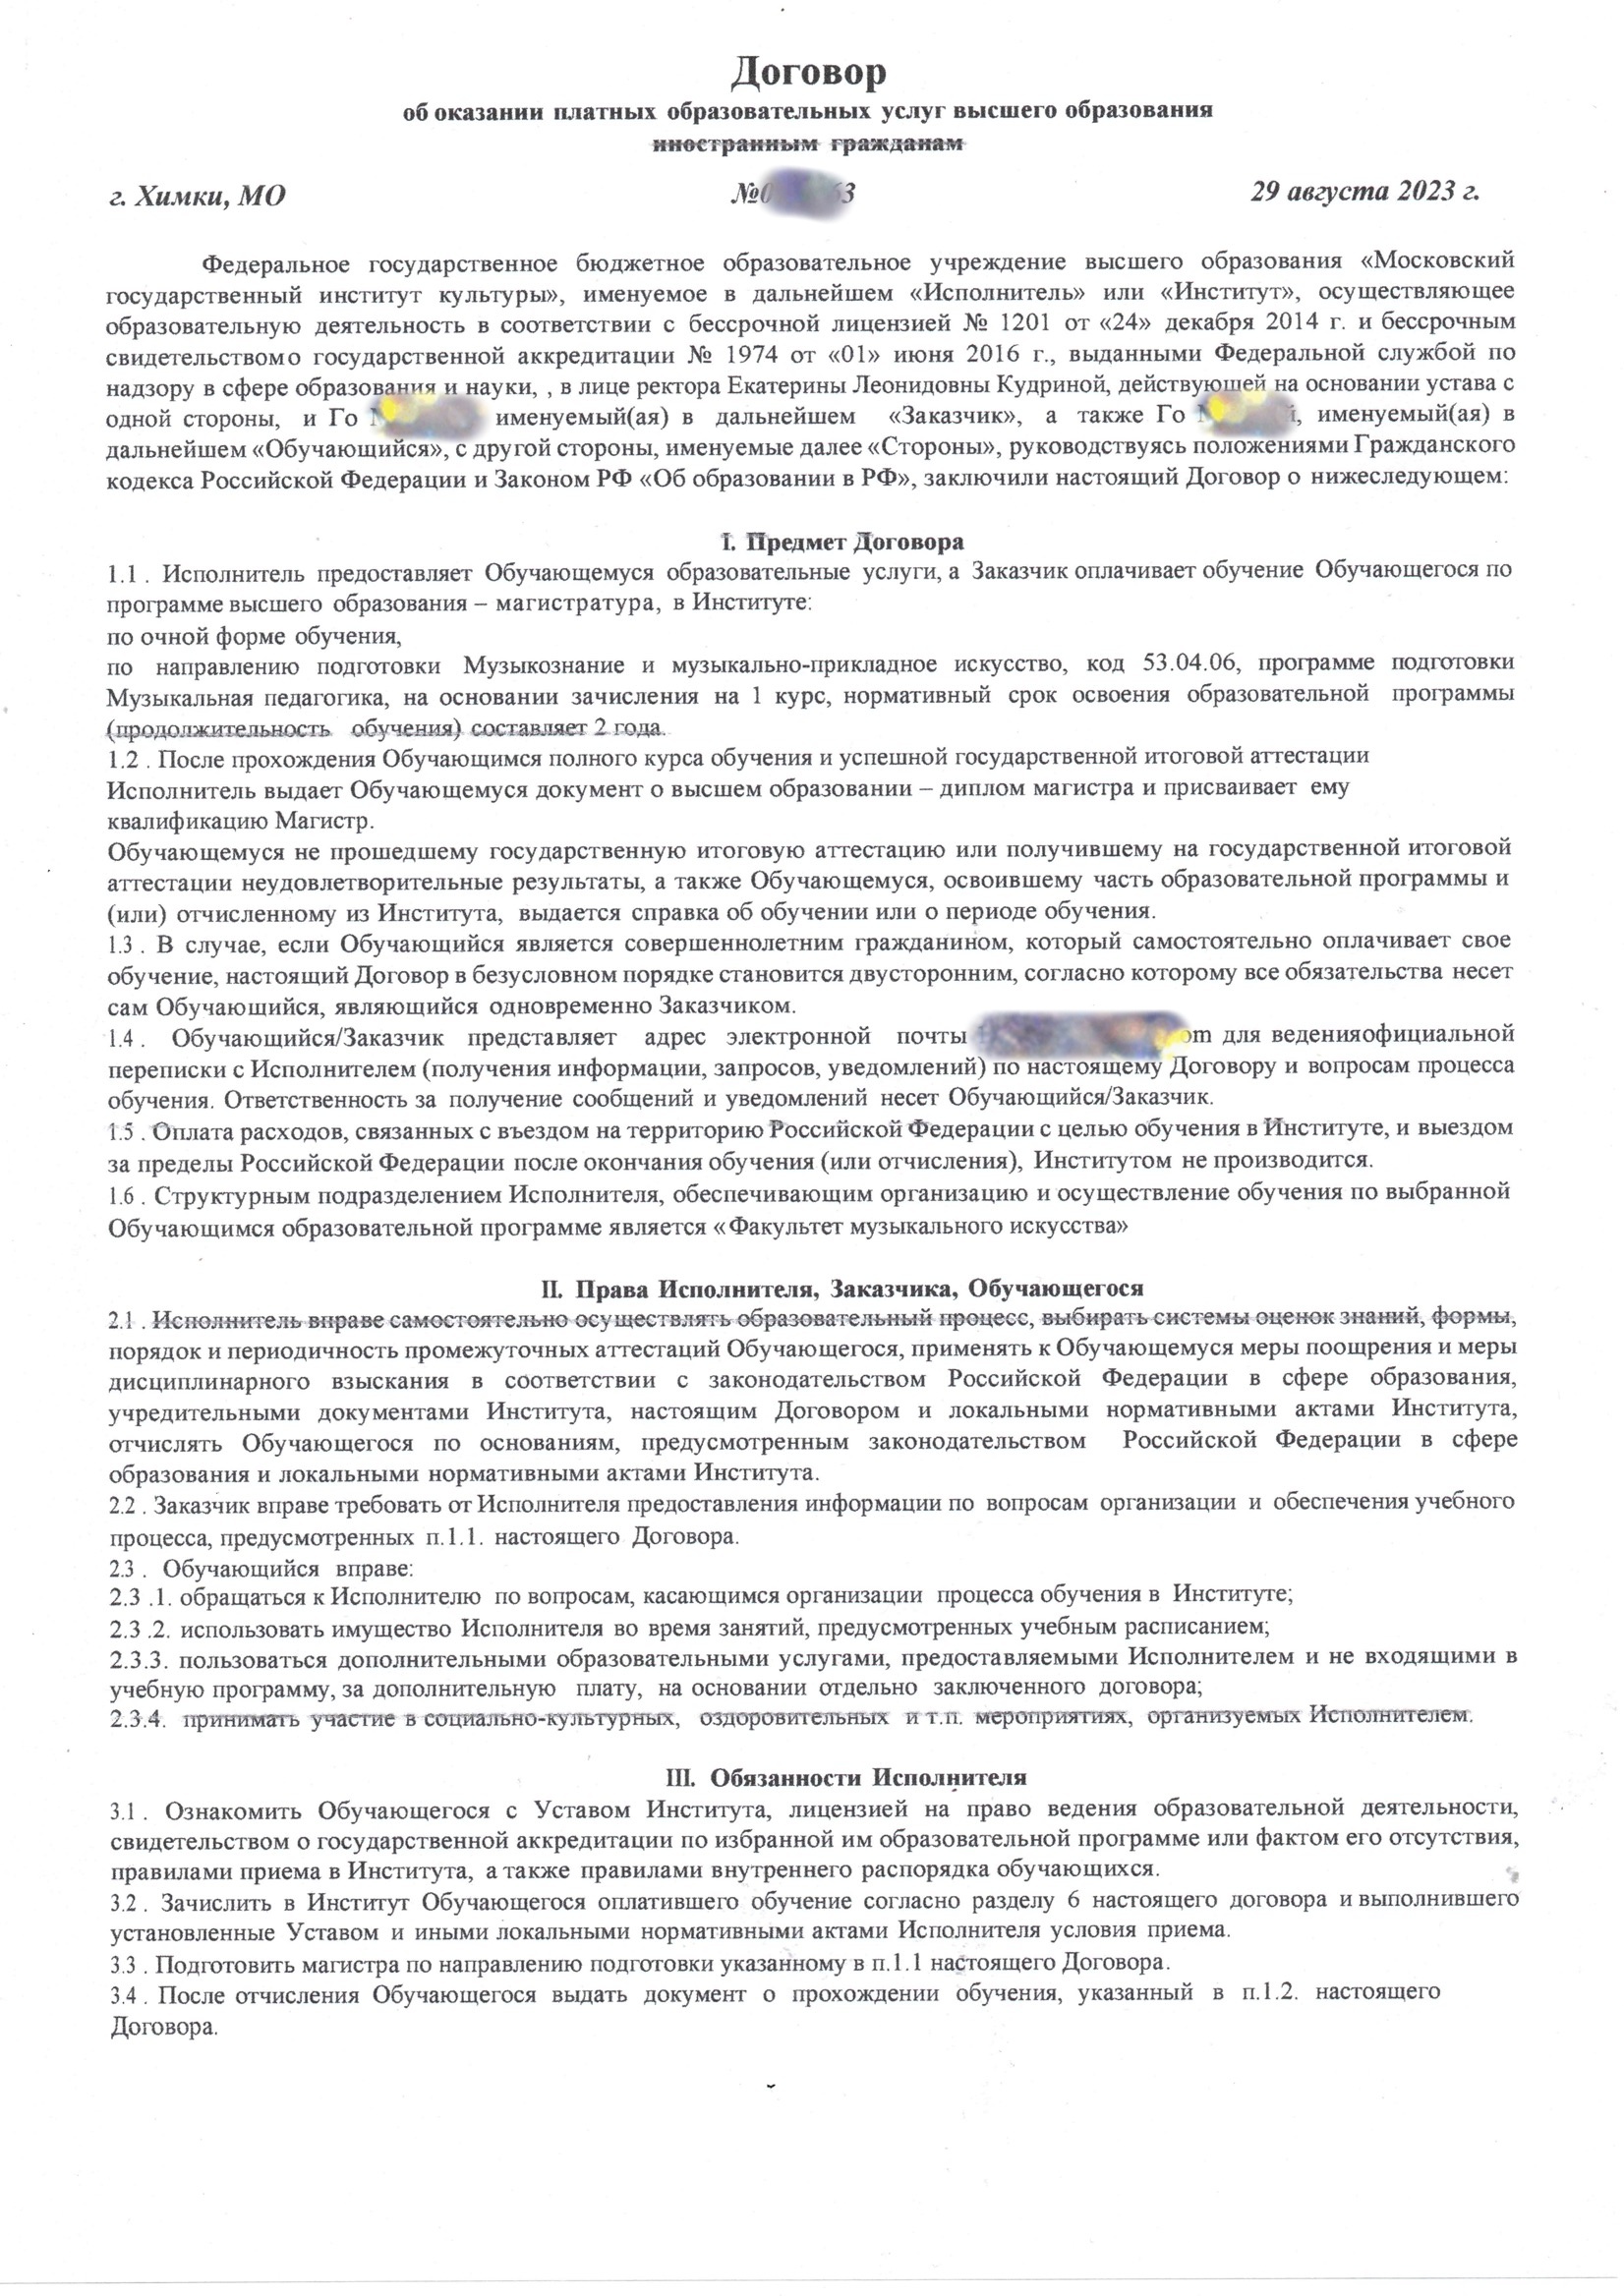 Договор
об оказании платных образовательных услуг высшего образования
иностранным гражданам
г. Химки, МО № 29 августа 2023 г.
Федеральное государственное бюджетное образовательное учреждение высшего образования «Московский
государственный институт культуры», именуемое в дальнейшем «Исполнитель» или «Институт», осуществляющее
образовательную деятельность в соответствии с бессрочной лицензией № 1201 от «24» декабря 2014 г. и бессрочным
свидетельствомо государственной аккредитации № 1974 от «01» июня 2016 г., выданными Федеральной службой по
надзору в сфере образования и науки, , в лице ректора Екатерины Леонидовны Кудриной, действующей на основании устава с
одной стороны, и Го именуемый(ая) в дальнейшем «Заказчик», а также Го именуемый(ая) в
дальнейшем «Обучающийся», с другой стороны, именуемые далее «Стороны», руководствуясь положениями Гражданского
кодекса Российской Федерации и Законом РФ «Об образовании в РФ», заключили настоящий Договор о нижеследующем:
I. Предмет Договора
1.1 . Исполнитель предоставляет Обучающемуся образовательные услуги, а Заказчик оплачивает обучение Обучающегося по
программе высшего образования – магистратура, в Институте:
по очной форме обучения,
по направлению подготовки Музыкознание и музыкально-прикладное искусство, код 53.04.06, программе подготовки
Музыкальная педагогика, на основании зачисления на 1 курс, нормативный срок освоения образовательной программы
(продолжительность обучения) составляет 2 года.
1.2 . После прохождения Обучающимся полного курса обучения и успешной государственной итоговой аттестации
Исполнитель выдает Обучающемуся документ о высшем образовании – диплом магистра и присваивает ему
квалификацию Магистр.
Обучающемуся не прошедшему государственную итоговую аттестацию или получившему на государственной итоговой
аттестации неудовлетворительные результаты, а также Обучающемуся, освоившему часть образовательной программы и
(или) отчисленному из Института, выдается справка об обучении или о периоде обучения.
1.3 . В случае, если Обучающийся является совершеннолетним гражданином, который самостоятельно оплачивает свое
обучение, настоящий Договор в безусловном порядке становится двусторонним, согласно которому все обязательства несет
сам Обучающийся, являющийся одновременно Заказчиком.
1.4 . Обучающийся/Заказчик представляет адрес электронной почты для веденияофициальной
переписки с Исполнителем (получения информации, запросов, уведомлений) по настоящему Договору и вопросам процесса
обучения. Ответственность за получение сообщений и уведомлений несет Обучающийся/Заказчик.
1.5 . Оплата расходов, связанных с въездом на территорию Российской Федерации с целью обучения в Институте, и выездом
за пределы Российской Федерации после окончания обучения (или отчисления), Институтом не производится.
1.6 . Структурным подразделением Исполнителя, обеспечивающим организацию и осуществление обучения по выбранной
Обучающимся образовательной программе является «Факультет музыкального искусства»
II. Права Исполнителя, Заказчика, Обучающегося
2.1 . Исполнитель вправе самостоятельно осуществлять образовательный процесс, выбирать системы оценок знаний, формы,
порядок и периодичность промежуточных аттестаций Обучающегося, применять к Обучающемуся меры поощрения и меры
дисциплинарного взыскания в соответствии с законодательством Российской Федерации в сфере образования,
учредительными документами Института, настоящим Договором и локальными нормативными актами Института,
отчислять Обучающегося по основаниям, предусмотренным законодательством Российской Федерации в сфере
образования и локальными нормативными актами Института.
2.2 . Заказчик вправе требовать от Исполнителя предоставления информации по вопросам организации и обеспечения учебного
процесса, предусмотренных п.1.1. настоящего Договора.
2.3 . Обучающийся вправе:
2.3 .1. обращаться к Исполнителю по вопросам, касающимся организации процесса обучения в Институте;
2.3 .2. использовать имущество Исполнителя во время занятий, предусмотренных учебным расписанием;
2.3.3. пользоваться дополнительными образовательными услугами, предоставляемыми Исполнителем и не входящими в
учебную программу, за дополнительную плату, на основании отдельно заключенного договора;
2.3.4. принимать участие в социально-культурных, оздоровительных и т.п. мероприятиях, организуемых Исполнителем.
III. Обязанности Исполнителя
3.1 . Ознакомить Обучающегося с Уставом Института, лицензией на право ведения образовательной деятельности,
свидетельством о государственной аккредитации по избранной им образовательной программе или фактом его отсутствия,
правилами приема в Института, а также правилами внутреннего распорядка обучающихся.
3.2 . Зачислить в Институт Обучающегося оплатившего обучение согласно разделу 6 настоящего договора и выполнившего
установленные Уставом и иными локальными нормативными актами Исполнителя условия приема.
3.3 . Подготовить магистра по направлению подготовки указанному в п.1.1 настоящего Договора.
3.4 . После отчисления Обучающегося выдать документ о прохождении обучения, указанный в п.1.2. настоящего
Договора.